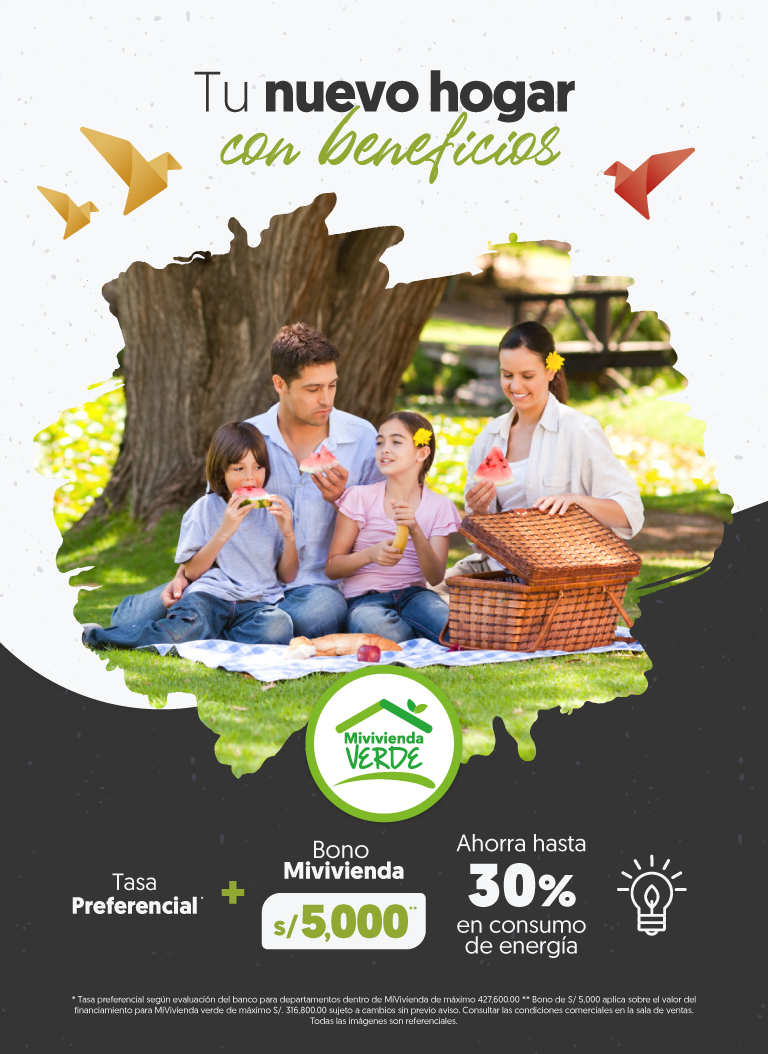 Tu nuevo hogar
con beneficios
Mivivienda
VERDE
Tasa
Preferencial*
+
Bono
Mivivienda
s/5,000**
Ahorra hasta
30%
en consumo
de energía
* Tasa preferencial según evaluación del banco para departamentos dentro de MiVivienda de máximo 427,600.00 ** Bono de S/ 5,000 aplica sobre el valor del
financiamiento para MiVivienda verde de máximo S/. 316,800.00 sujeto a cambios sin previo aviso. Consultar las condiciones comerciales en la sala de ventas.
Todas las imágenes son referenciales.